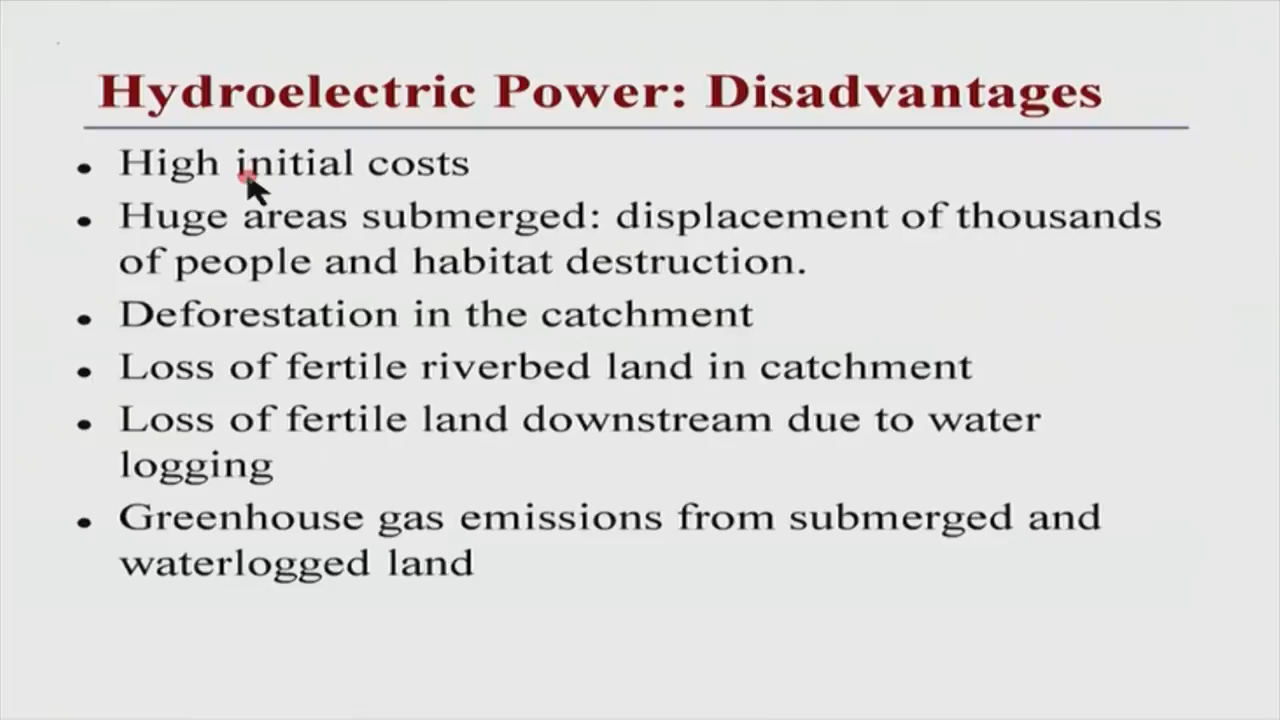 Hydroelectric Power: Disadvantages
• High initial costs
• Huge areas submerged: displacement of thousands
of people and habitat destruction.
• Deforestation in the catchment
• Loss of fertile riverbed land in catchment
• Loss of fertile land downstream due to water
logging
• Greenhouse gas emissions from submerged and
waterlogged land